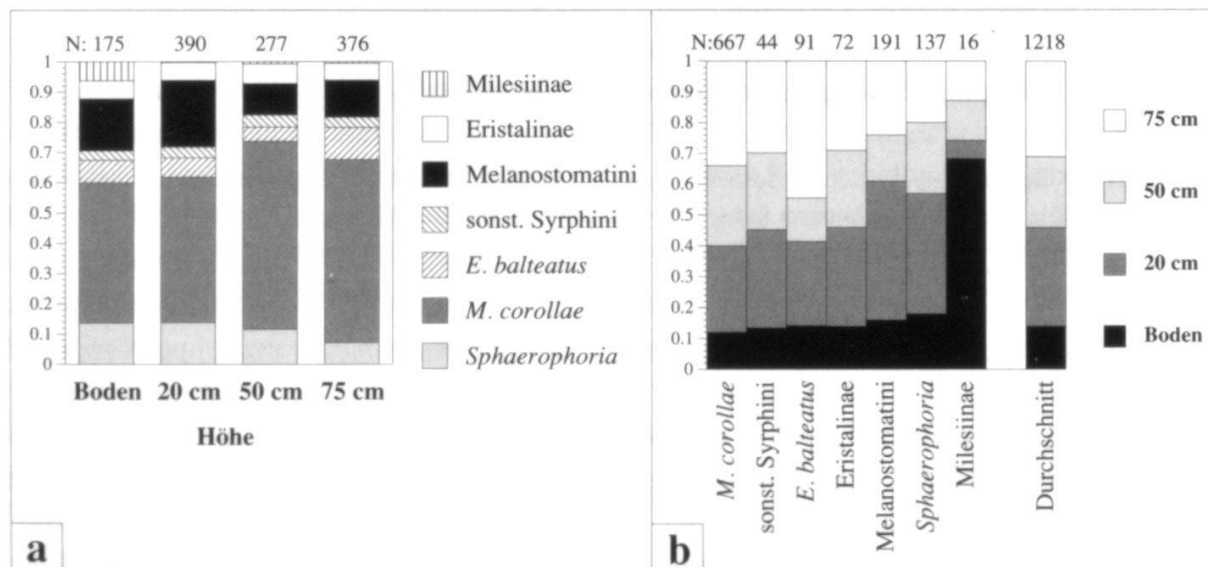 N: 175 390 277 376
1
0.9
0.8
0.7
0.6
0.5
0.4
0.3
0.2
0.1
0
Boden 20 cm 50 cm 75 cm
Höhe
Milesiinae
Eristalinae
Melanostomatini
sonst. Syrphini
E. balteatus
M. corollae
Sphaerophoria
a
N:667 44 91 72 191 137 16 1218
1
0.9
0.8
0.7
0.6
0.5
0.4
0.3
0.2
0.1
0
M. corollae
sonst. Syrphini
E. balteatus
Eristalinae
Melanostomatini
Sphaerophoria
Milesiinae
Durchschnitt
75 cm
50 cm
20 cm
Boden
b